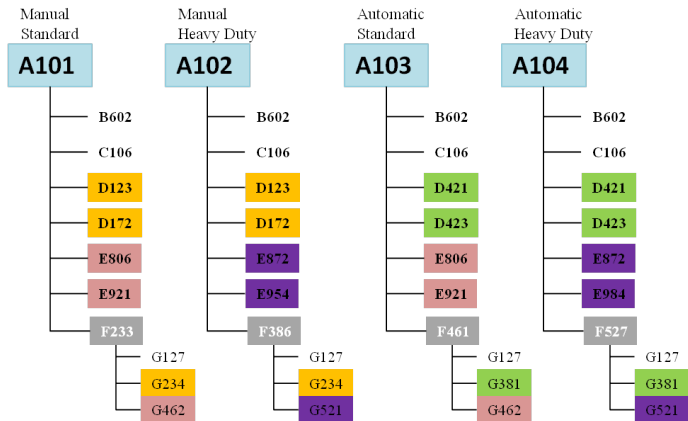 Manual
Standard
A101
B602
C106
D123
D172
E806
E921
F233
G127
G234
G462
Manual
Heavy Duty
A102
B602
C106
D123
D172
E872
E954
F386
G127
G234
G521
Automatic
Standard
A103
B602
C106
D421
D423
E806
E921
F461
G127
G381
G462
Automatic
Heavy Duty
A104
B602
C106
D421
D423
E872
E984
F527
G127
G381
G521